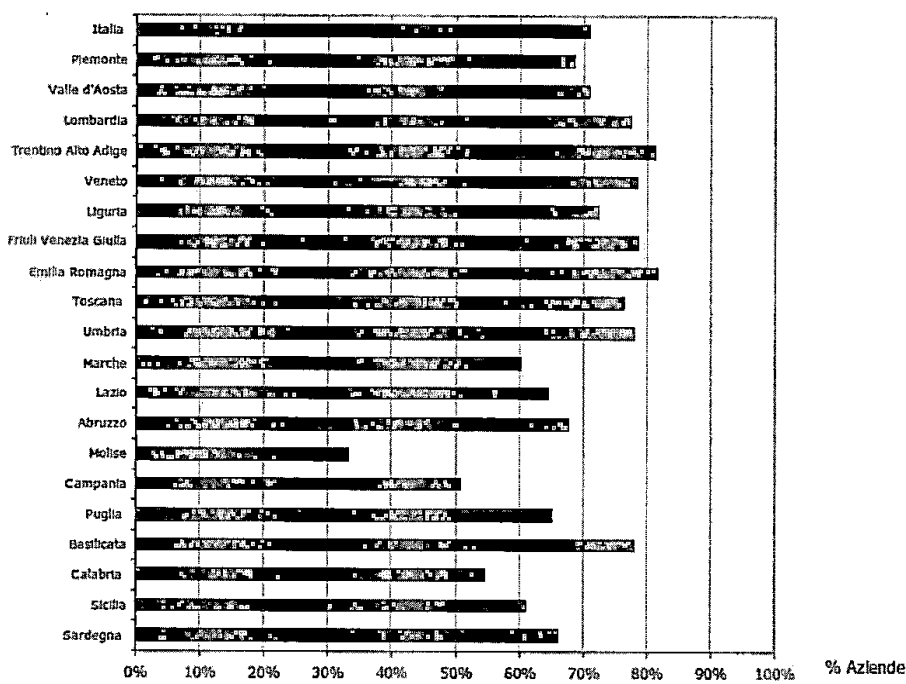 Italia
Piemonte
Valle d'Aosta
Lombardia
Trentino Alto Adige
Veneto
Liguria
Friuli Venezia Giulia
Emilia Romagna
Toscana
Umbria
Marche
Lazio
Abruzzo
Molise
Campania
Puglia
Basilicata
Calabria
Sicilia
Sardegna
0% 10% 20% 30% 40% 50% 60% 70% 80% 90% 100% % Aziende